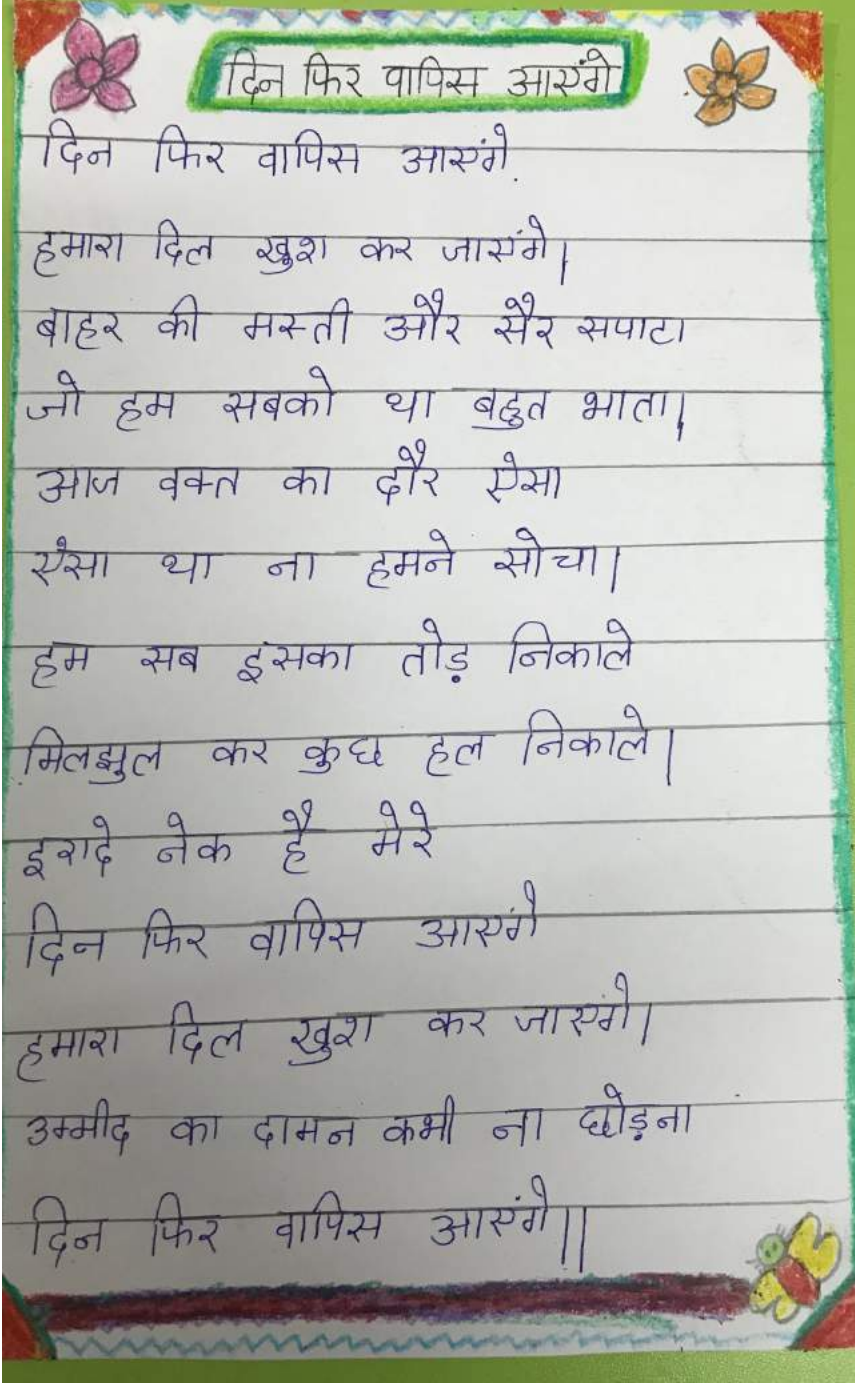 दिन फिर वापिस आएंगे
दिन फिर वापिस आएंगे.
हमारा दिल खुश कर जाएंगे।
बाहर की मस्ती और सैर सपाटा
जो हम सबको था बहुत भाता।
आज वक्त का दौर ऐसा
ऐसा था ना हमने सोचा।
हम सब इसका तोड़ निकाले
मिलझुल कर कुछ हल निकाले।
इरादे नेक है मेरे
दिन फिर वापिस आएंगे
हमारा दिल खुश कर जाएंगे।
उम्मीद का दामन कभी ना छोड़ना
दिन फिर वापिस आएंगे॥